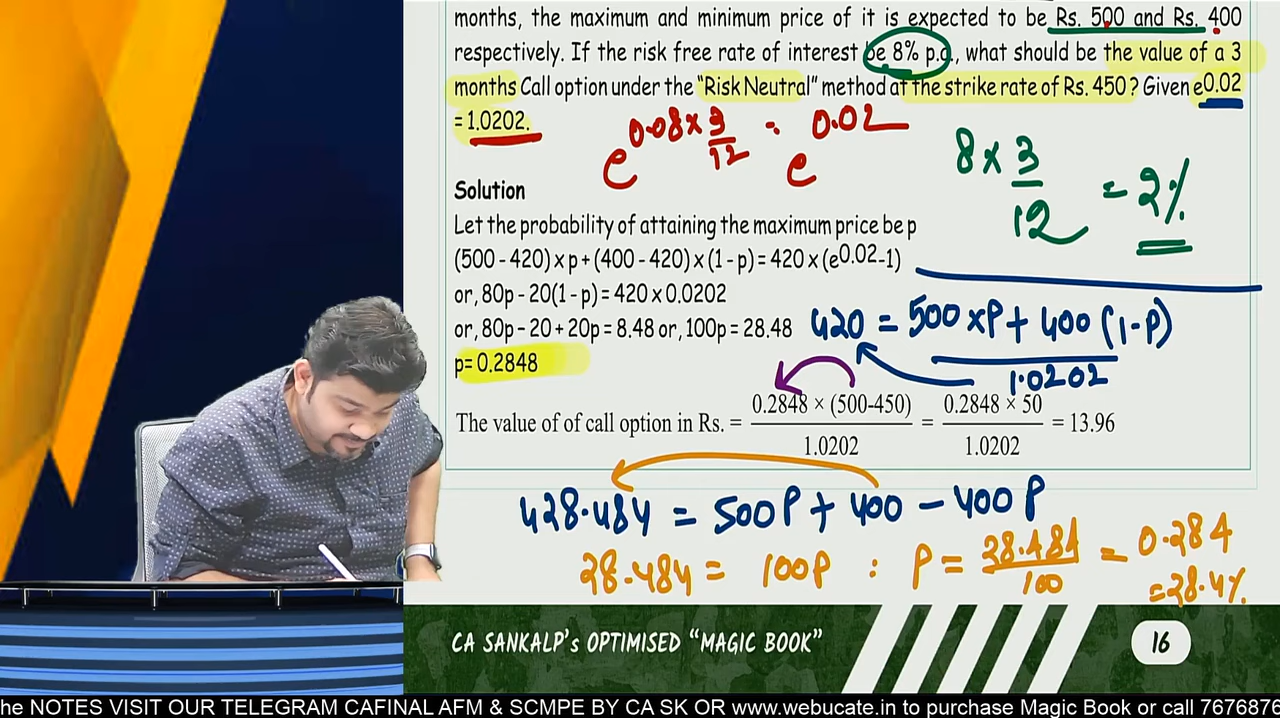 months, the maximum and minimum price of it is expected to be Rs. 500 and Rs. 400
respectively. If the risk free rate of interest be 8% p.a., what should be the value of a 3
months Call option under the "Risk Neutral" method at the strike rate of Rs. 450 ? Given e0.02
= 1.0202.
e 0.08 × 3/12 = e 0.02
8 × 3/12 = 2%
Solution
Let the probability of attaining the maximum price be p
(500 - 420) x p + (400 - 420) x (1 - p) = 420 x (e0.02-1)
or, 80p - 20(1 - p) = 420 x 0.0202
or, 80p – 20 + 20p = 8.48 or, 100p = 28.48
p= 0.2848
420 = 500 × P + 400 (1-P)
1.0202
The value of of call option in Rs. = 0.2848 × (500-450) / 1.0202 = 0.2848 × 50 / 1.0202 = 13.96
428.484 = 500P + 400 - 400P
28.484 = 100P : P = 28.484/100 = 0.284
= 28.4%
CA SANKALP's OPTIMISED "MAGIC BOOK"
16
he NOTES VISIT OUR TELEGRAM CAFINAL AFM & SCMPE BY CA SK OR www.webucate.in to purchase Magic Book or call 7676876